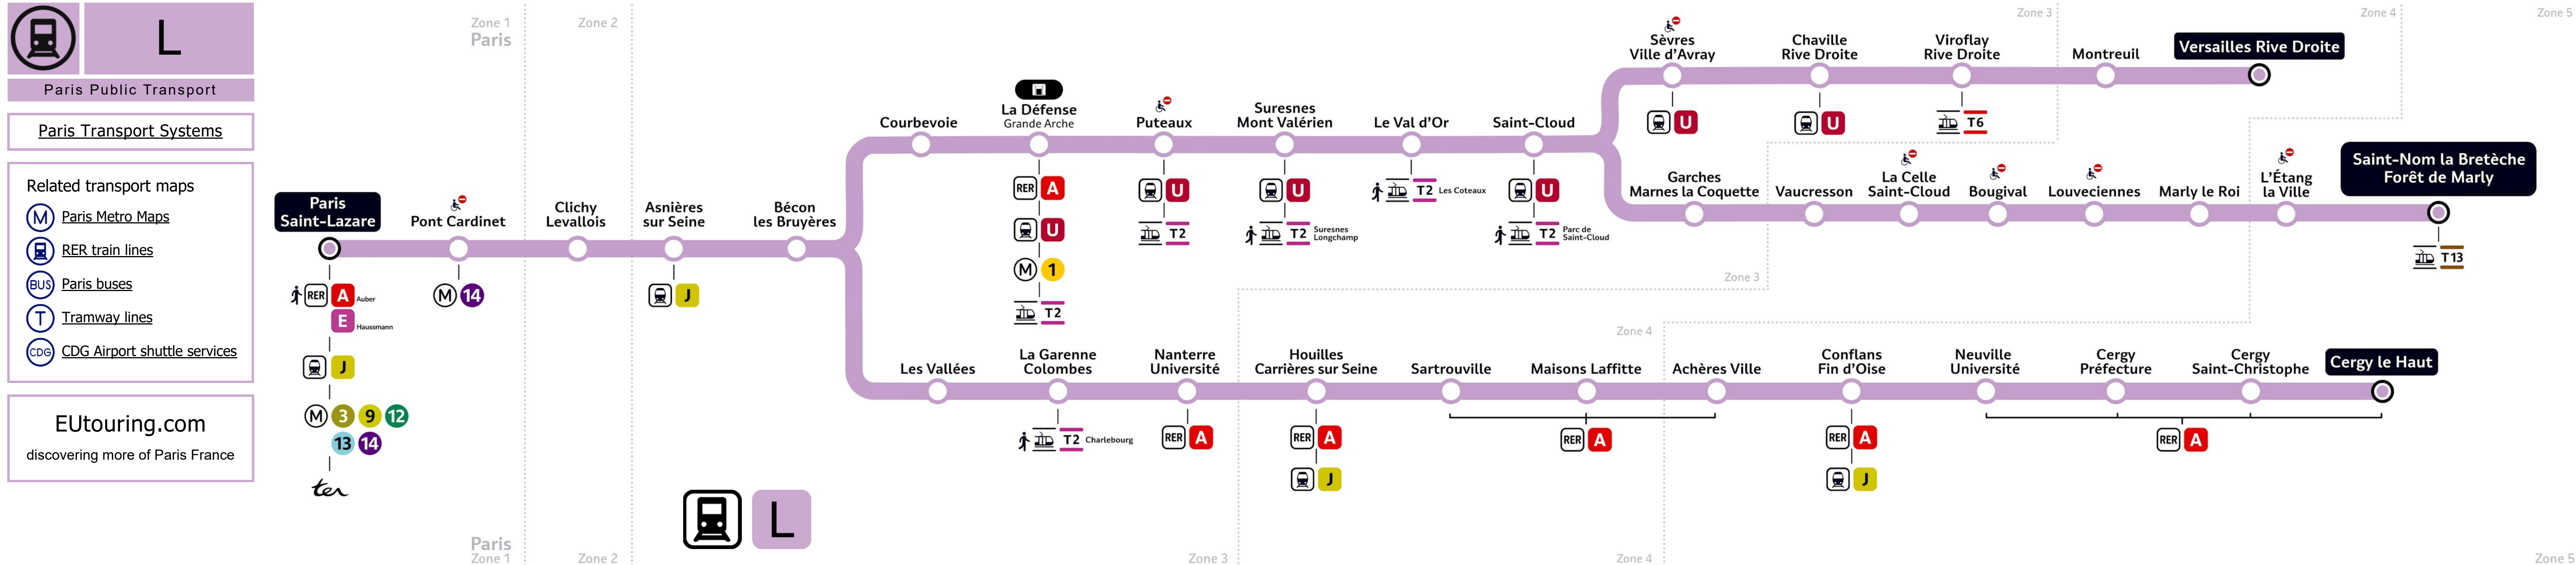 L
Paris Public Transport
Paris Transport Systems
Related transport maps
M Paris Metro Maps
RER train lines
BUS Paris buses
T Tramway lines
CDG CDG Airport shuttle services
EUtouring.com
discovering more of Paris France
Zone 1
Paris
Zone 2
Zone 3
Zone 4
Zone 5
Paris
Saint-Lazare
RER A Auber
E Haussmann
J
M 3 9 12
13 14
ter
Pont Cardinet
M 14
Clichy
Levallois
Asnières
sur Seine
J
Bécon
les Bruyères
Courbevoie
La Défense
Grande Arche
RER A
U
M 1
T2
Puteaux
U
T2
Suresnes
Mont Valérien
U
T2 Suresnes
Longchamp
Le Val d'Or
T2 Les Coteaux
Saint-Cloud
U
T2 Parc de
Saint-Cloud
Sèvres
Ville d'Avray
U
Chaville
Rive Droite
U
Viroflay
Rive Droite
T6
Montreuil
Versailles Rive Droite
Garches
Marnes la Coquette
Vaucresson
La Celle
Saint-Cloud
Bougival
Louveciennes
Marly le Roi
L'Étang
la Ville
Saint-Nom la Bretèche
Forêt de Marly
T13
Zone 3
Zone 4
Les Vallées
La Garenne
Colombes
T2 Charlebourg
Nanterre
Université
RER A
Houilles
Carrières sur Seine
RER A
J
Sartrouville
Maisons Laffitte
Achères Ville
RER A
Conflans
Fin d'Oise
RER A
J
Neuville
Université
Cergy
Préfecture
Cergy
Saint-Christophe
Cergy le Haut
RER A
L
Paris
Zone 1
Zone 2
Zone 3
Zone 4
Zone 5